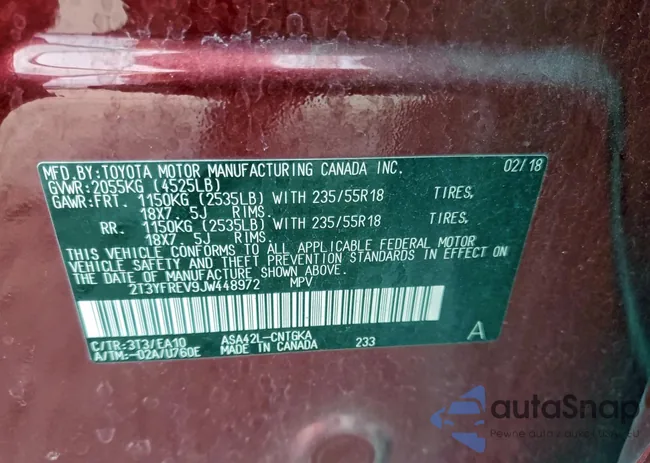 MFD.BY:TOYOTA MOTOR MANUFACTURING CANADA INC. 02/18
GVWR:2055KG (4525LB)
GAWR:FRT. 1150KG (2535LB) WITH 235/55R18 TIRES,
18X7. 5J RIMS.
RR. 1150KG (2535LB) WITH 235/55R18 TIRES,
18X7. 5J RIMS.
THIS VEHICLE CONFORMS TO ALL APPLICABLE FEDERAL MOTOR
VEHICLE SAFETY AND THEFT PREVENTION STANDARDS IN EFFECT
ON THE DATE OF MANUFACTURE SHOWN ABOVE.
2T3YFREV9JW448972 MPV
C/TR:3T3/EA10 ASA42L-CNTGKA A
A/TM:-02A/U760E MADE IN CANADA 233
autoSnap
Pewne auto z auctions